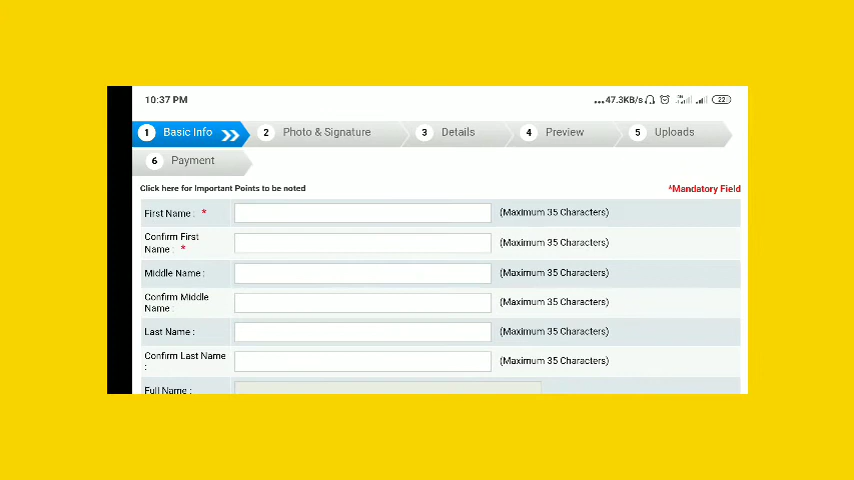 10:37 PM ...47.3KB/s 22
1 Basic Info 2 Photo & Signature 3 Details 4 Preview 5 Uploads
6 Payment
Click here for Important Points to be noted *Mandatory Field
First Name : * (Maximum 35 Characters)
Confirm First
Name : * (Maximum 35 Characters)
Middle Name : (Maximum 35 Characters)
Confirm Middle
Name : (Maximum 35 Characters)
Last Name : (Maximum 35 Characters)
Confirm Last Name
: (Maximum 35 Characters)
Full Name :